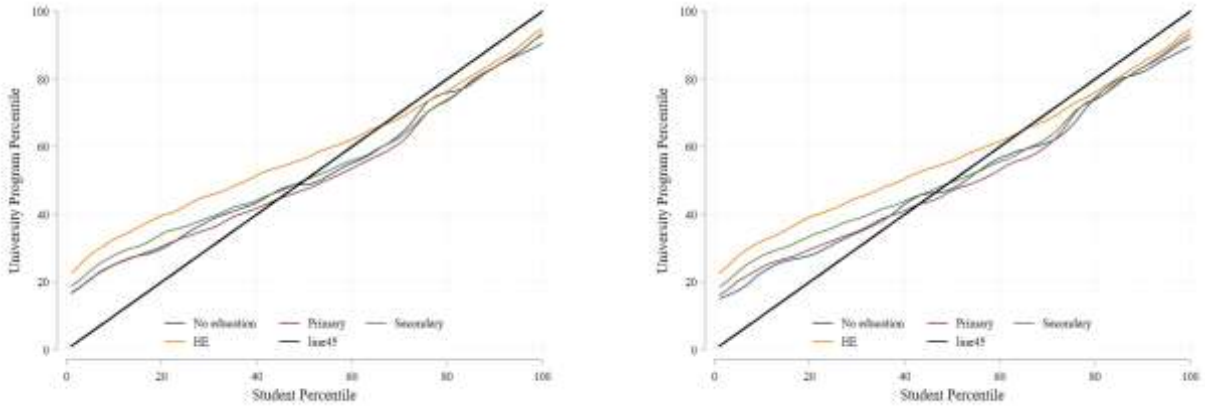 100
80
60
40
20
0
University Program Percentile
No education Primary Secondary
HE line45
0 20 40 60 80 100
Student Percentile
100
80
60
40
20
0
University Program Percentile
No education Primary Secondary
HE line45
0 20 40 60 80 100
Student Percentile